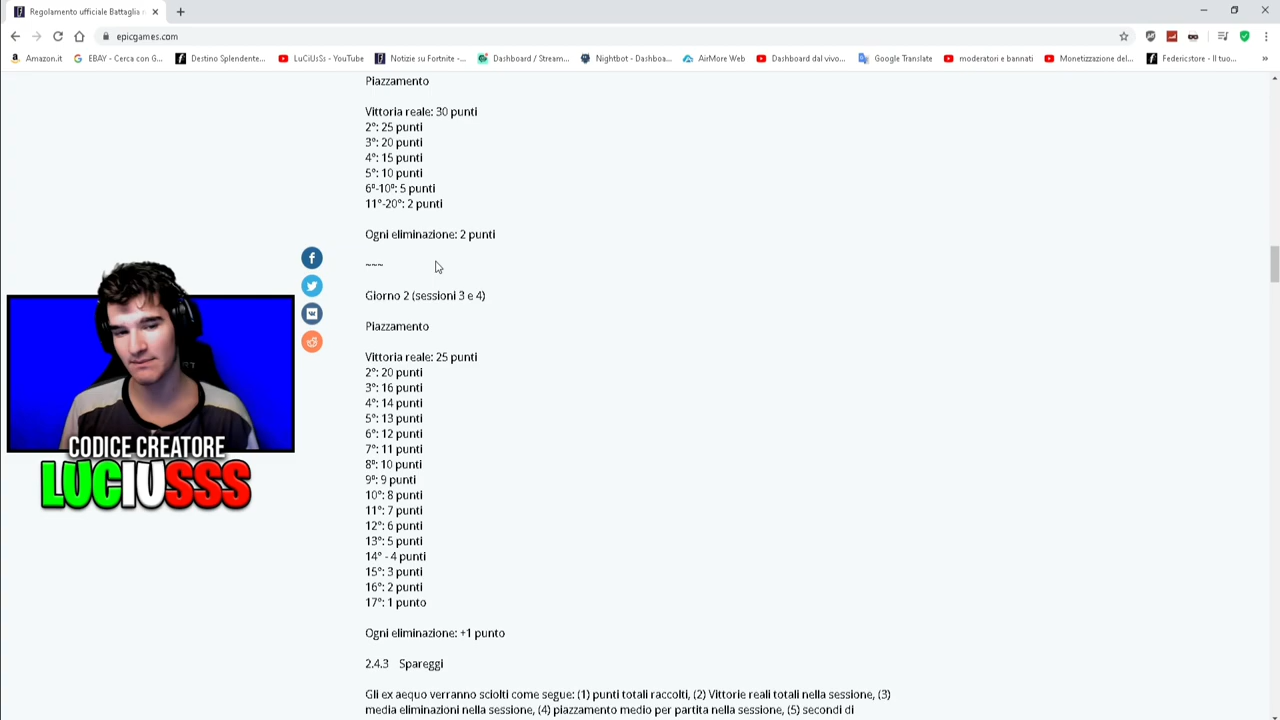 Regolamento ufficiale Battaglia
epicgames.com
Amazon.it
EBAY - Cerca con G...
Destino Splendente...
LuCiUsSs - YouTube
Notizie su Fortnite -...
Dashboard / Stream...
Nightbot - Dashboa...
AirMore Web
Dashboard dal vivo...
Google Translate
moderatori e bannati
Monetizzazione del...
Federicstore - Il tuo...
Piazzamento
Vittoria reale: 30 punti
2°: 25 punti
3°: 20 punti
4°: 15 punti
5°: 10 punti
6º-10º: 5 punti
11°-20°: 2 punti
Ogni eliminazione: 2 punti
~~~
Giorno 2 (sessioni 3 e 4)
Piazzamento
Vittoria reale: 25 punti
2°: 20 punti
3°: 16 punti
4°: 14 punti
5°: 13 punti
6°: 12 punti
7°: 11 punti
8º: 10 punti
9°: 9 punti
10°: 8 punti
11°: 7 punti
12°: 6 punti
13°: 5 punti
14° - 4 punti
15°: 3 punti
16°: 2 punti
17°: 1 punto
Ogni eliminazione: +1 punto
2.4.3 Spareggi
Gli ex aequo verranno sciolti come segue: (1) punti totali raccolti, (2) Vittorie reali totali nella sessione, (3)
media eliminazioni nella sessione, (4) piazzamento medio per partita nella sessione, (5) secondi di
CODICE CREATORE
LUCIUSSS